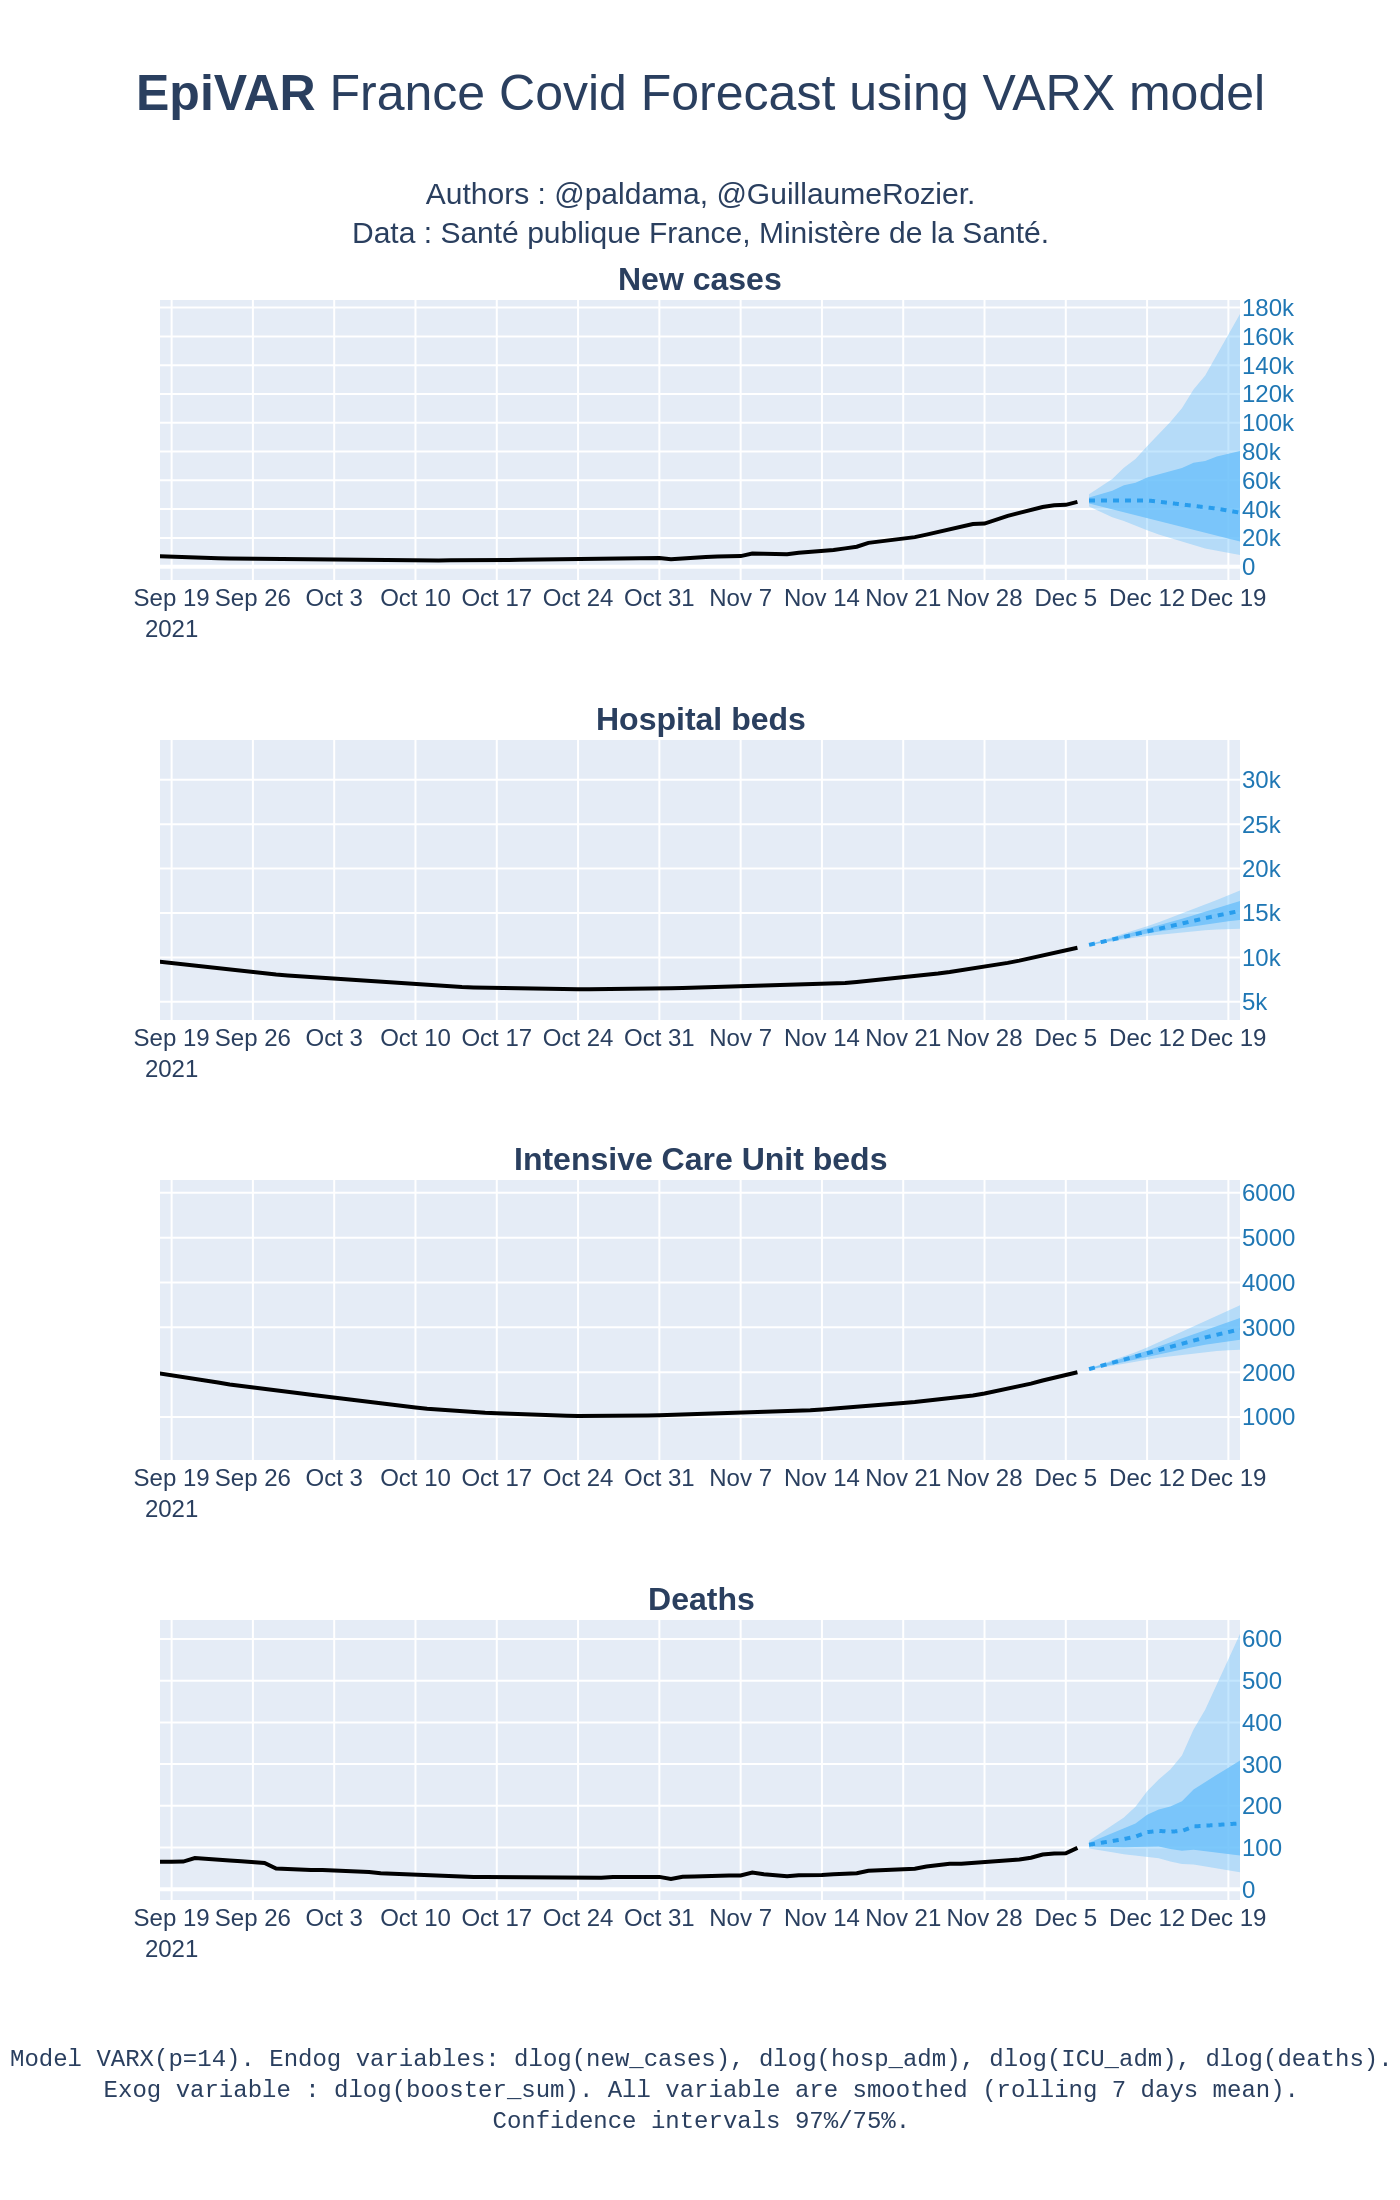 EpiVAR France Covid Forecast using VARX model
Authors : @paldama, @GuillaumeRozier.
Data : Santé publique France, Ministère de la Santé.
New cases
180k
160k
140k
120k
100k
80k
60k
40k
20k
0
Sep 19 Sep 26 Oct 3 Oct 10 Oct 17 Oct 24 Oct 31 Nov 7 Nov 14 Nov 21 Nov 28 Dec 5 Dec 12 Dec 19
2021
Hospital beds
30k
25k
20k
15k
10k
5k
Sep 19 Sep 26 Oct 3 Oct 10 Oct 17 Oct 24 Oct 31 Nov 7 Nov 14 Nov 21 Nov 28 Dec 5 Dec 12 Dec 19
2021
Intensive Care Unit beds
6000
5000
4000
3000
2000
1000
Sep 19 Sep 26 Oct 3 Oct 10 Oct 17 Oct 24 Oct 31 Nov 7 Nov 14 Nov 21 Nov 28 Dec 5 Dec 12 Dec 19
2021
Deaths
600
500
400
300
200
100
0
Sep 19 Sep 26 Oct 3 Oct 10 Oct 17 Oct 24 Oct 31 Nov 7 Nov 14 Nov 21 Nov 28 Dec 5 Dec 12 Dec 19
2021
Model VARX(p=14). Endog variables: dlog(new_cases), dlog(hosp_adm), dlog(ICU_adm), dlog(deaths).
Exog variable : dlog(booster_sum). All variable are smoothed (rolling 7 days mean).
Confidence intervals 97%/75%.